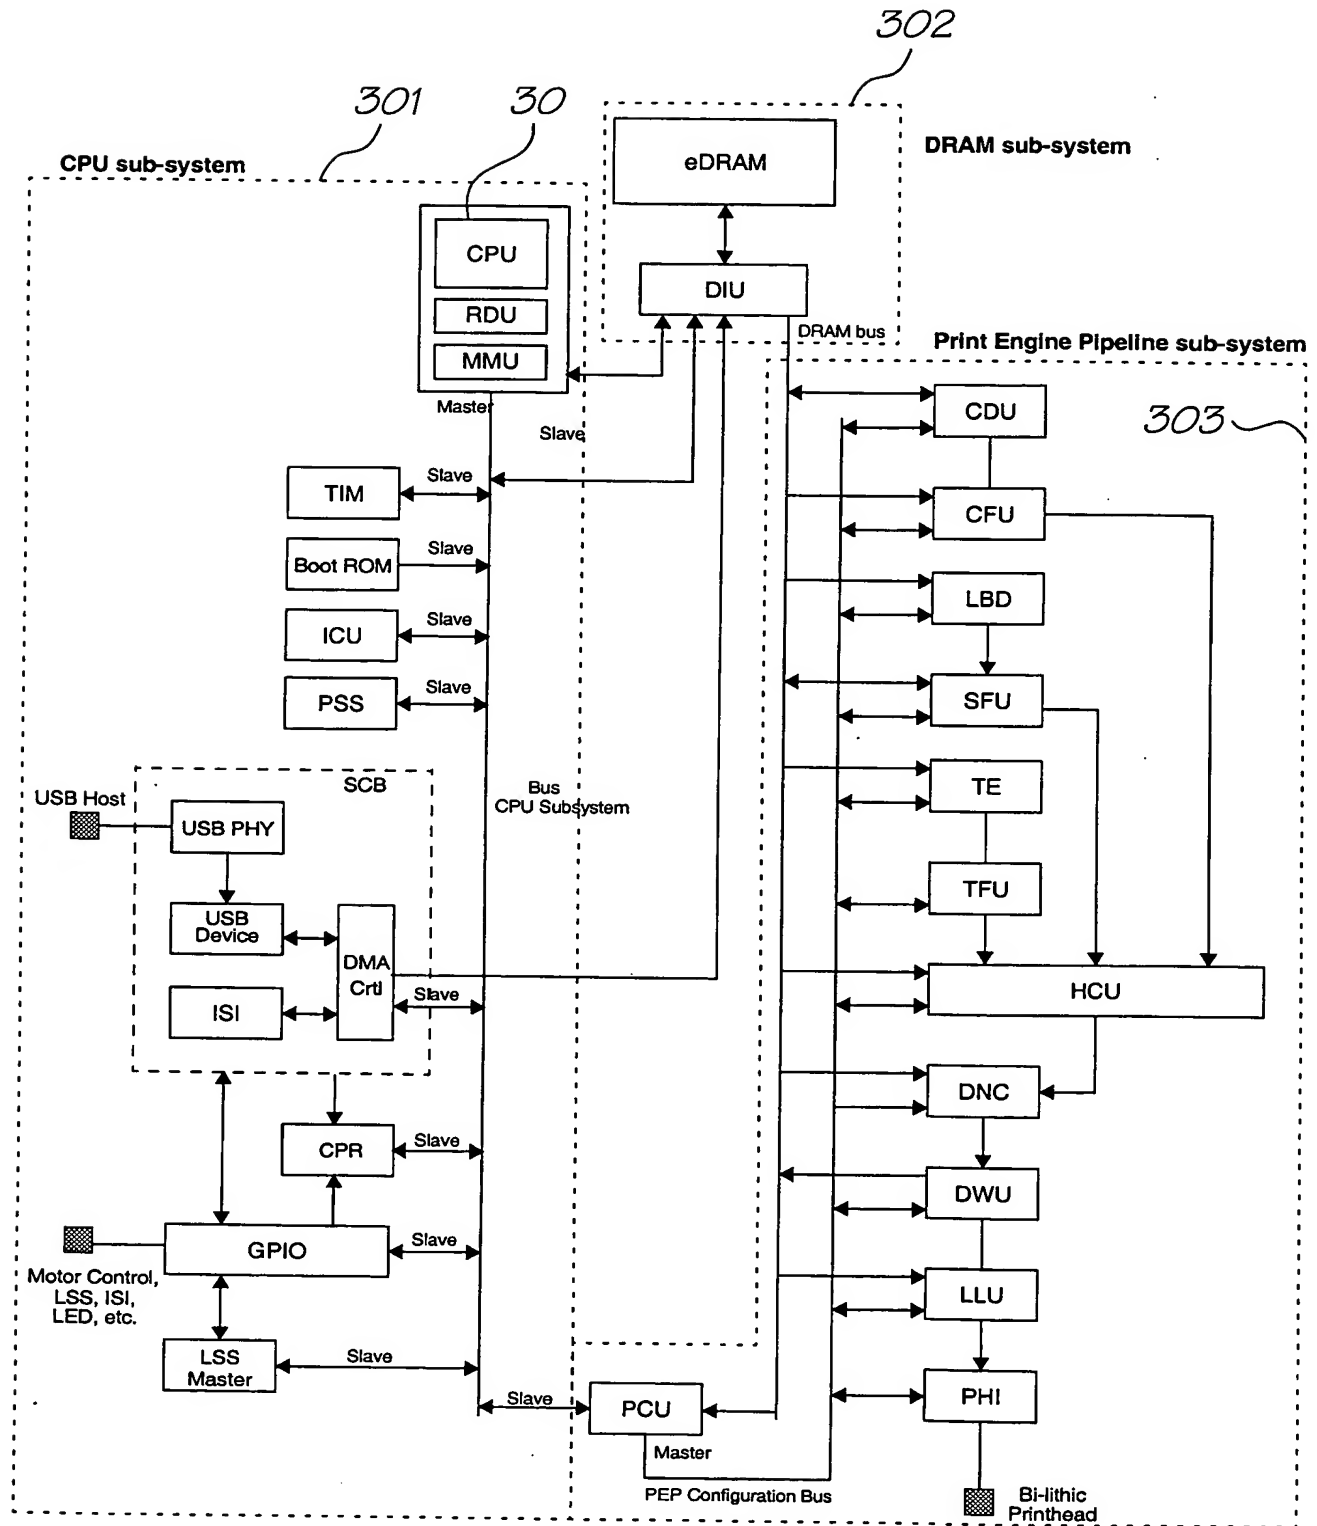 302
301
30
CPU sub-system
DRAM sub-system
eDRAM
CPU
RDU
MMU
DIU
DRAM bus
Print Engine Pipeline sub-system
Master
Slave
303
CDU
TIM
Slave
CFU
Boot ROM
Slave
LBD
ICU
Slave
PSS
Slave
SFU
SCB
Bus
CPU Subsystem
TE
USB Host
USB PHY
TFU
USB
Device
DMA
Crtl
Slave
ISI
HCU
DNC
CPR
Slave
DWU
GPIO
Slave
Motor Control,
LSS, ISI,
LED, etc.
LLU
LSS
Master
Slave
Slave
PCU
PHI
Master
PEP Configuration Bus
Bi-lithic
Printhead